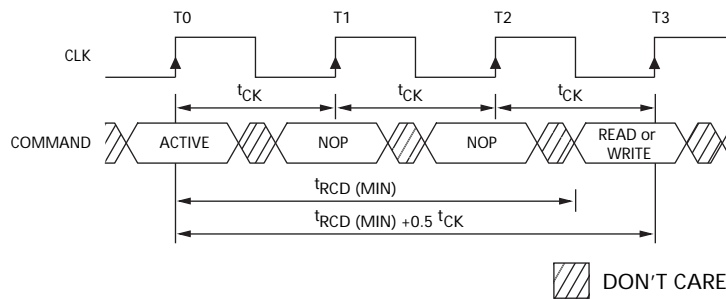 T0 T1 T2 T3
CLK
tCK tCK tCK
COMMAND ACTIVE NOP NOP READ or
WRITE
tRCD (MIN)
tRCD (MIN) +0.5 tCK
DON'T CARE